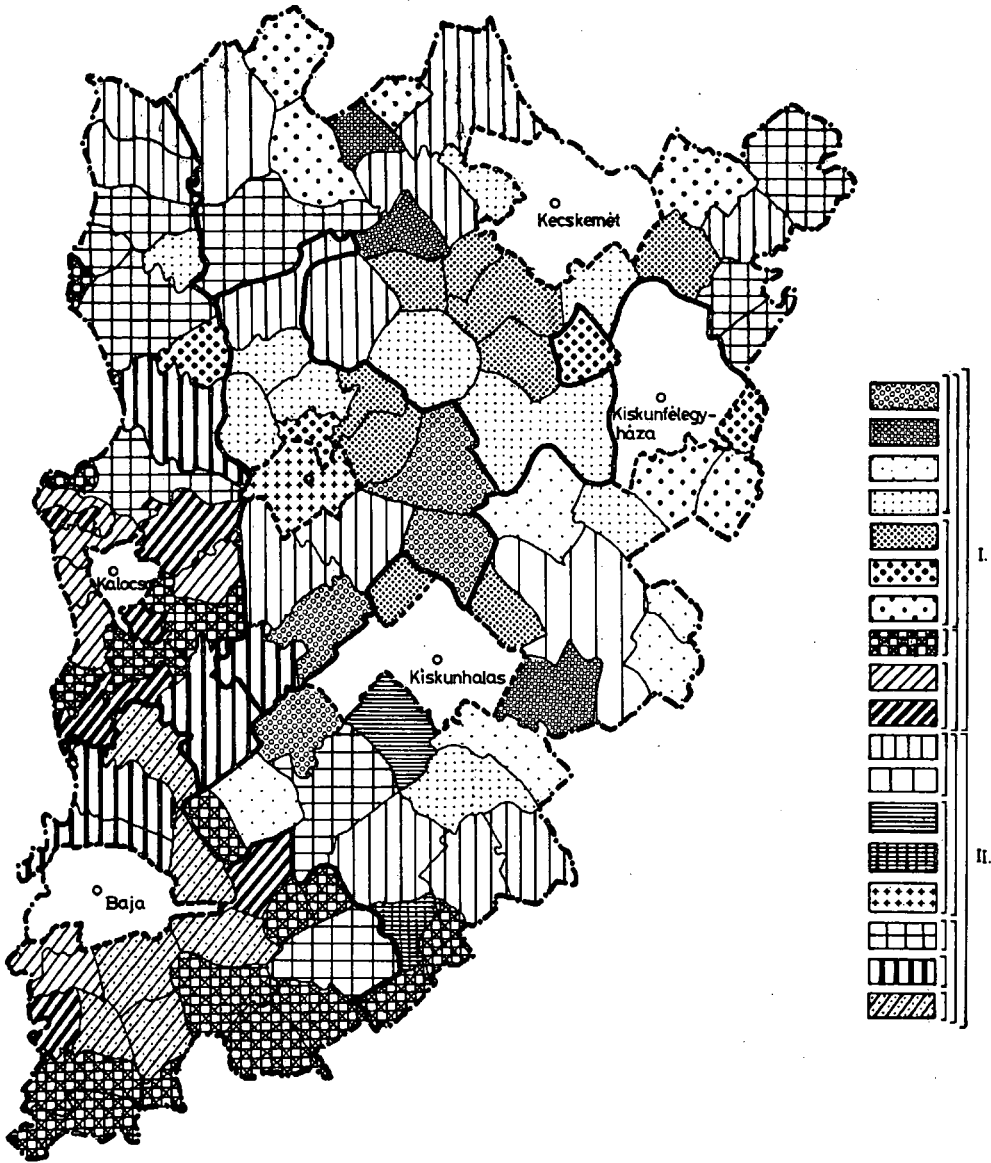 Kecskemét
Kiskunfélegy-
háza
I.
Kalocsa
Kiskunhalas
II.
Baja